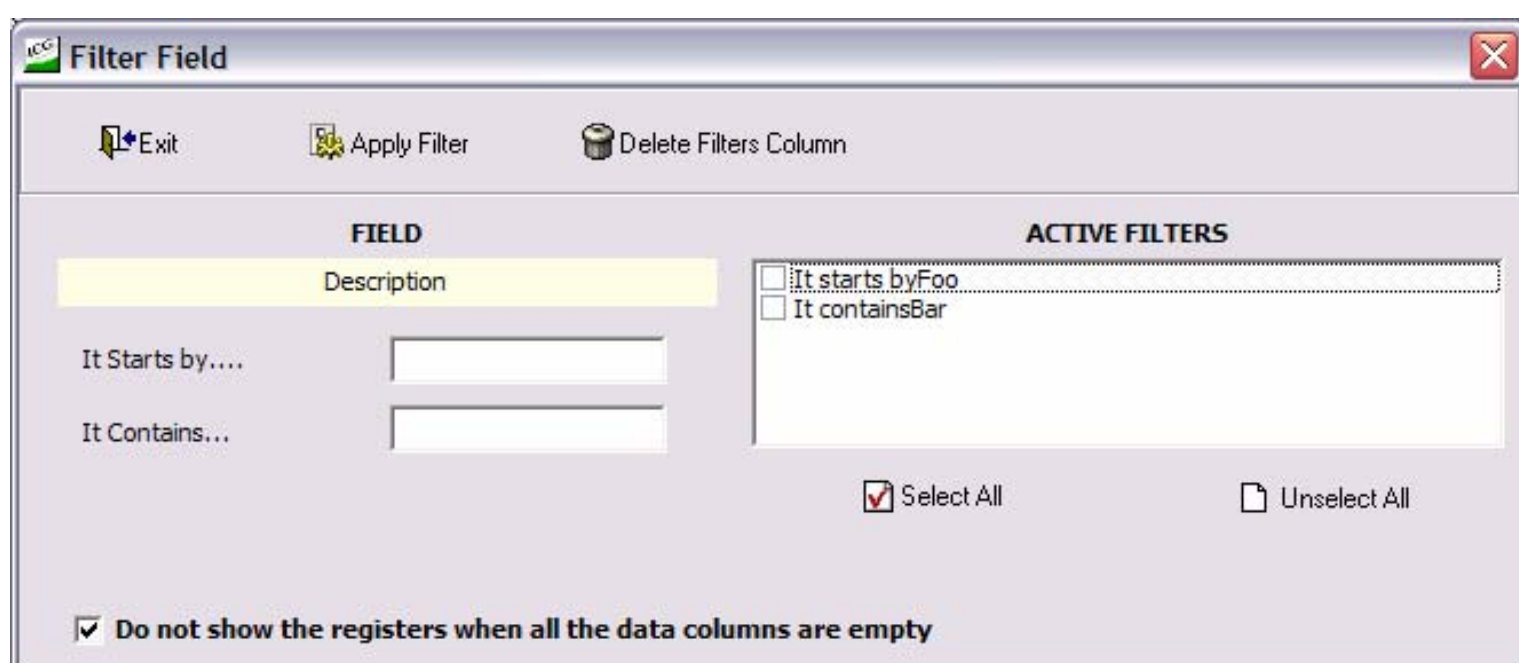 ICG Filter Field
Exit Apply Filter Delete Filters Column
FIELD
Description
It Starts by....
It Contains...
ACTIVE FILTERS
It starts byFoo
It containsBar
Select All Unselect All
Do not show the registers when all the data columns are empty